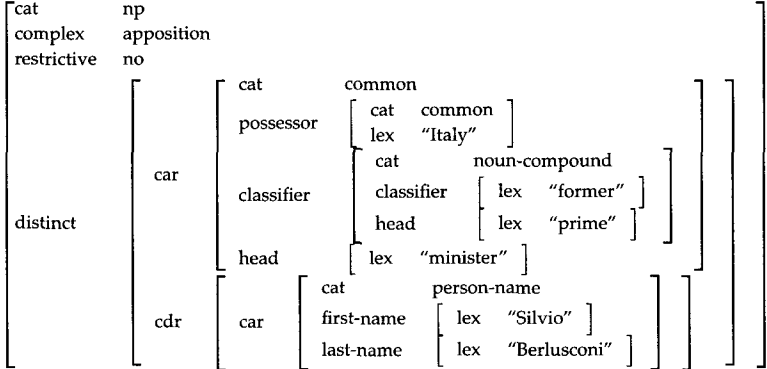 cat np
complex apposition
restrictive no
cat common
possessor
cat common
lex "Italy"
car
cat noun-compound
classifier
classifier lex "former"
head lex "prime"
distinct
head lex "minister"
cat person-name
cdr car first-name lex "Silvio"
last-name lex "Berlusconi"